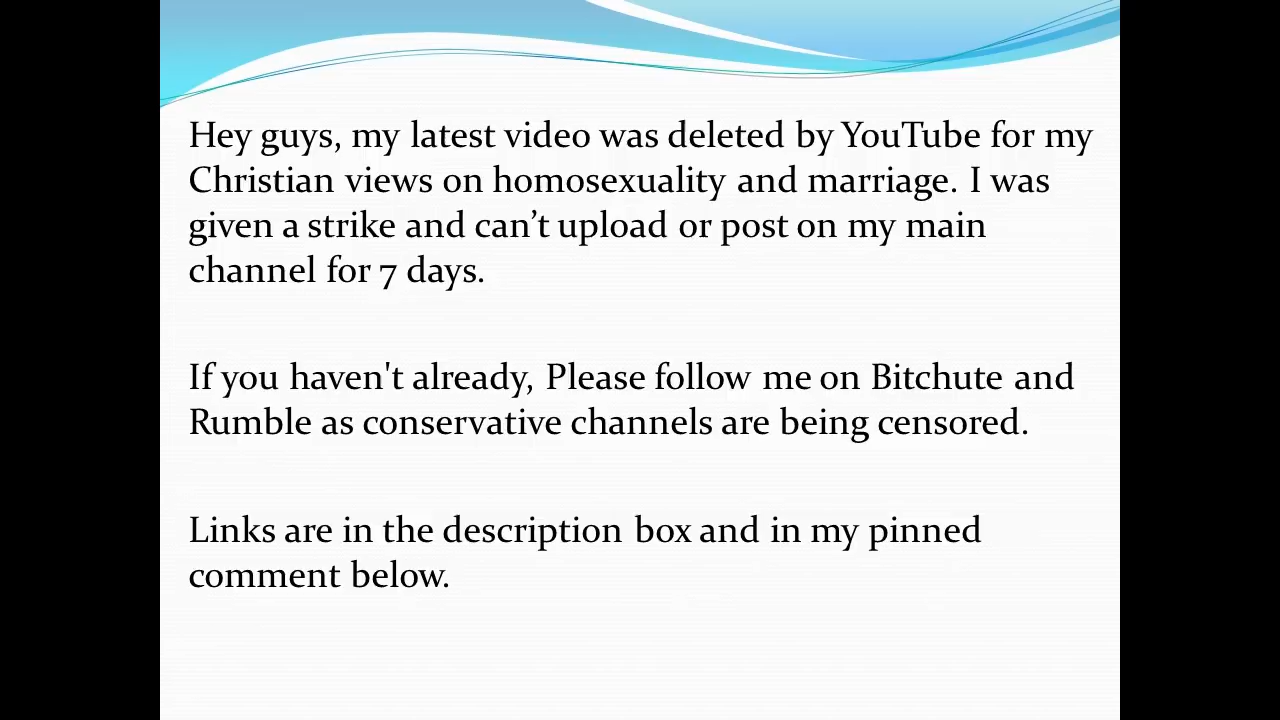 Hey guys, my latest video was deleted by YouTube for my
Christian views on homosexuality and marriage. I was
given a strike and can’t upload or post on my main
channel for 7 days.
If you haven't already, Please follow me on Bitchute and
Rumble as conservative channels are being censored.
Links are in the description box and in my pinned
comment below.